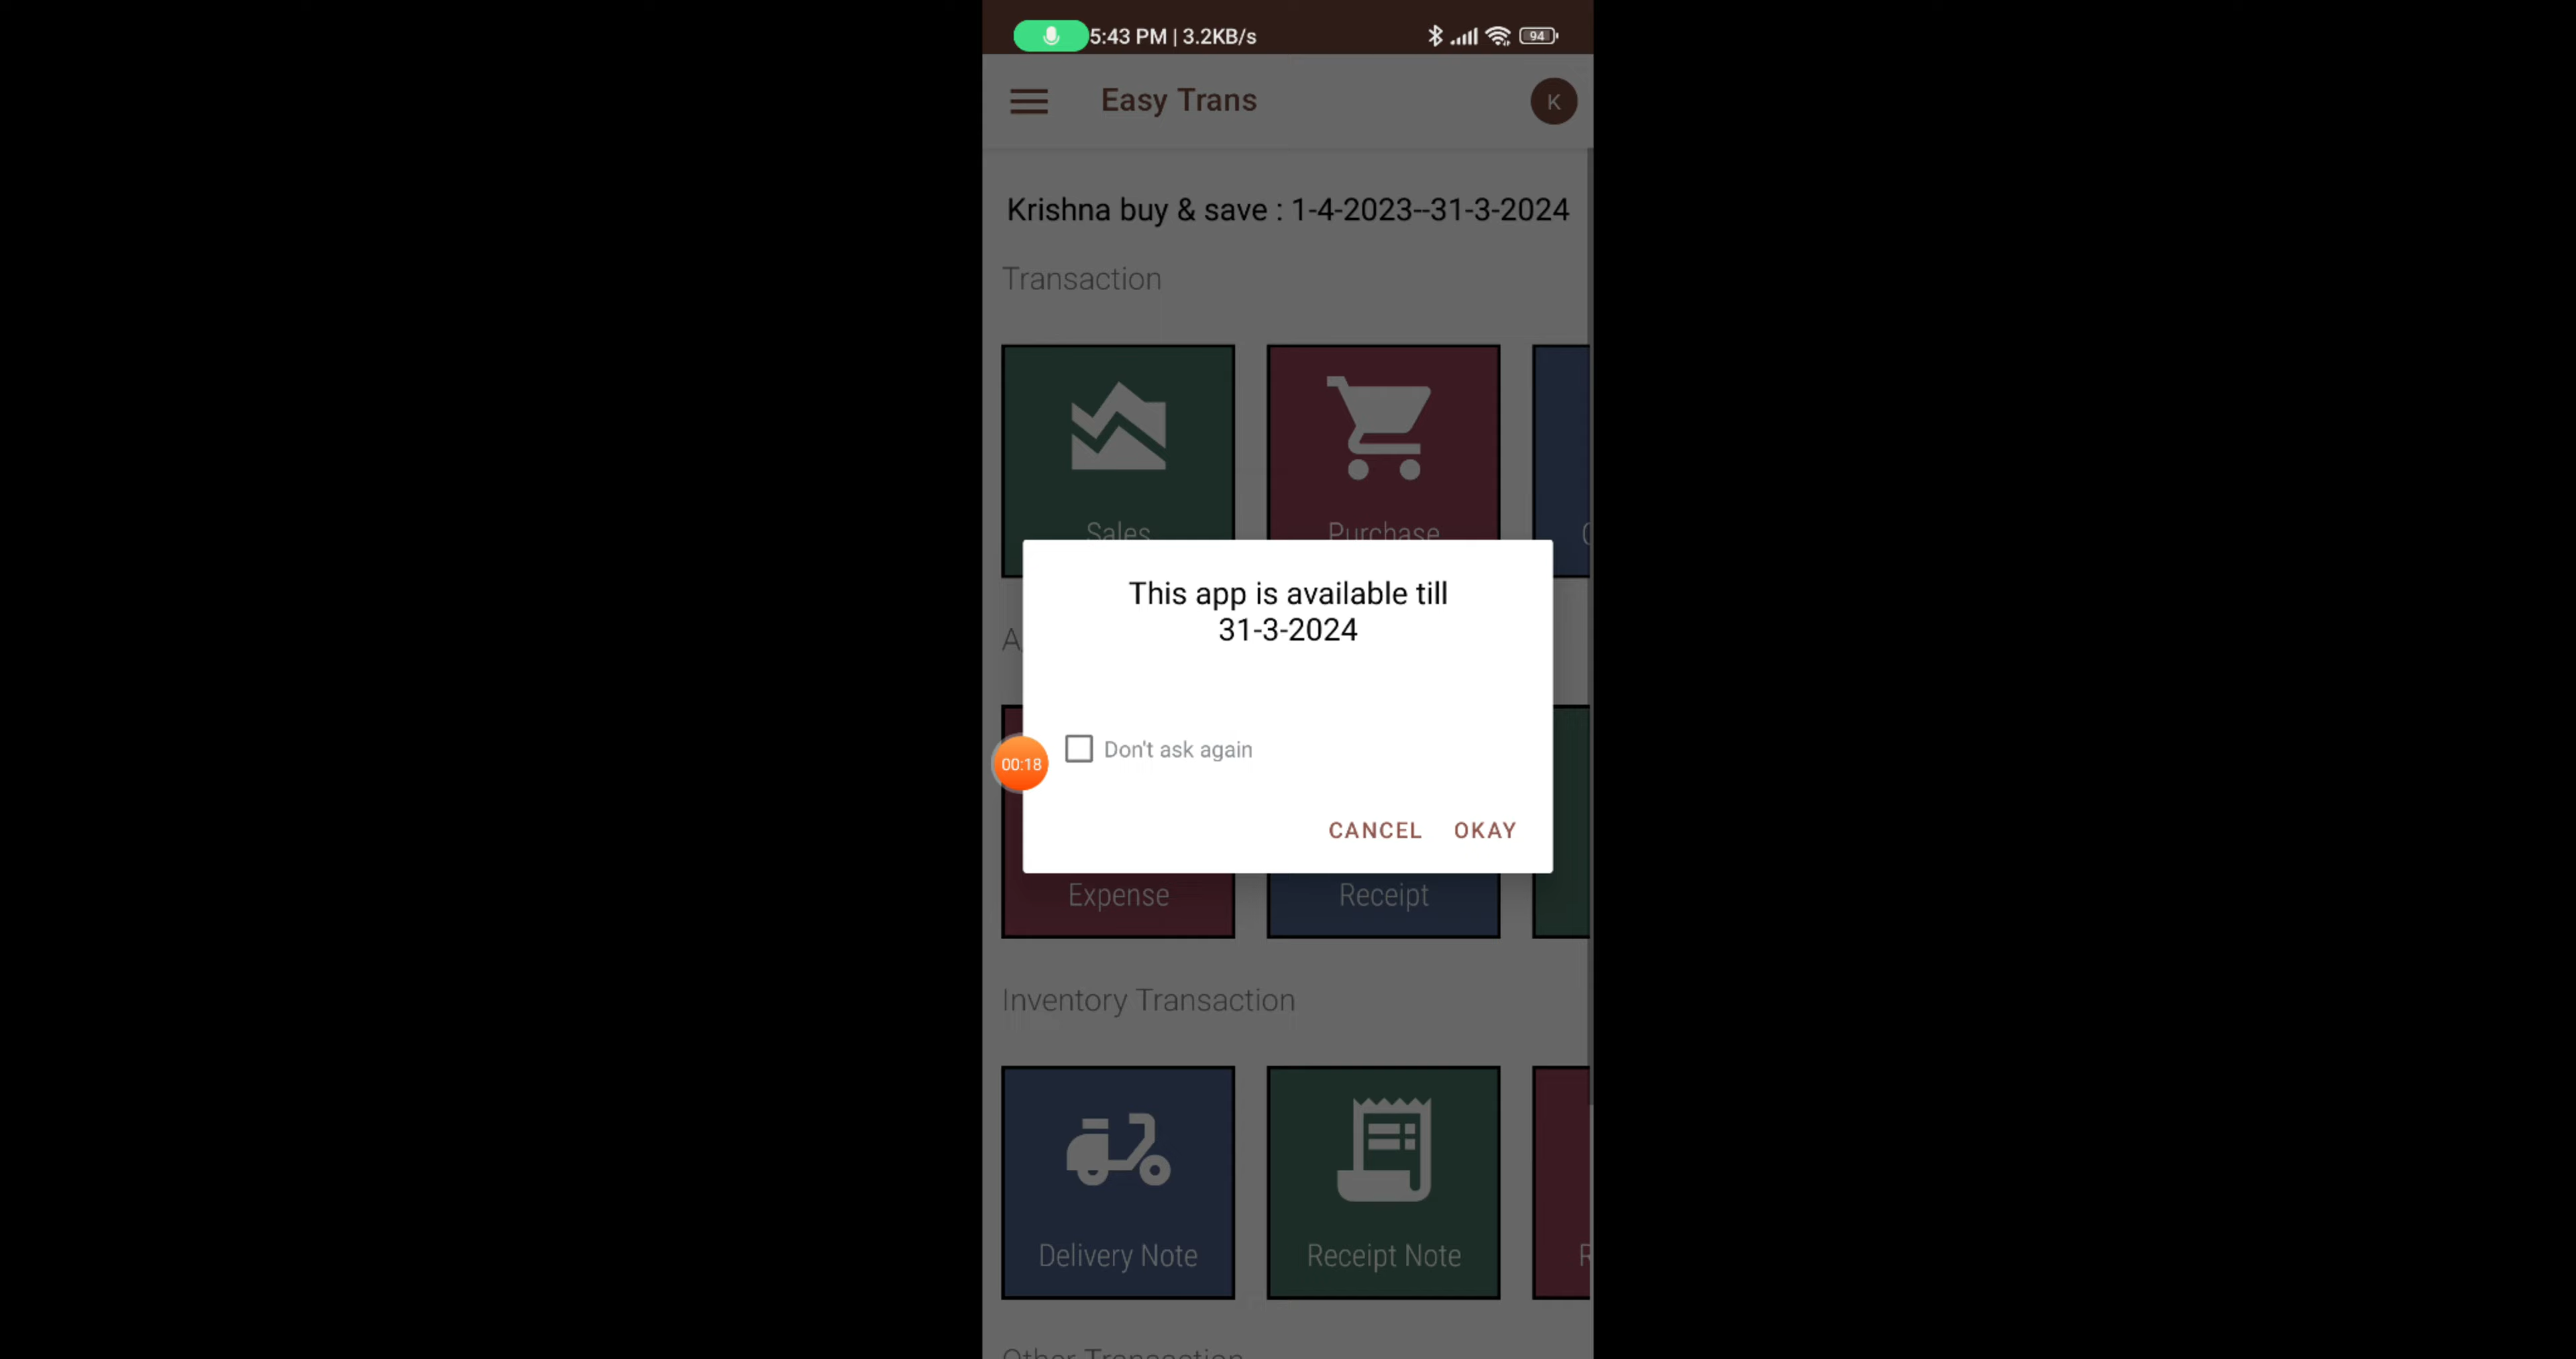 5:43 PM | 3.2KB/s 94
Easy Trans K
Krishna buy & save : 1-4-2023--31-3-2024
Transaction
Sales Purchase
This app is available till
31-3-2024
Don't ask again
00:18
CANCEL OKAY
Expense Receipt
Inventory Transaction
Delivery Note Receipt Note
Other Transaction